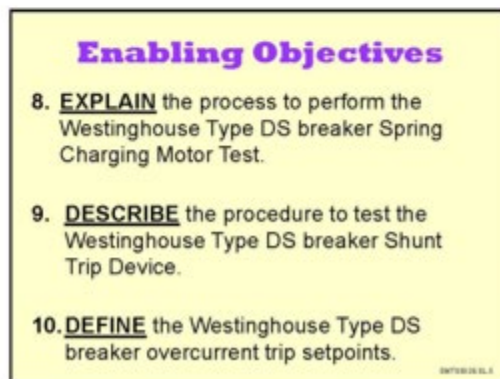 Enabling Objectives
8. EXPLAIN the process to perform the
Westinghouse Type DS breaker Spring
Charging Motor Test.
9. DESCRIBE the procedure to test the
Westinghouse Type DS breaker Shunt
Trip Device.
10. DEFINE the Westinghouse Type DS
breaker overcurrent trip setpoints.